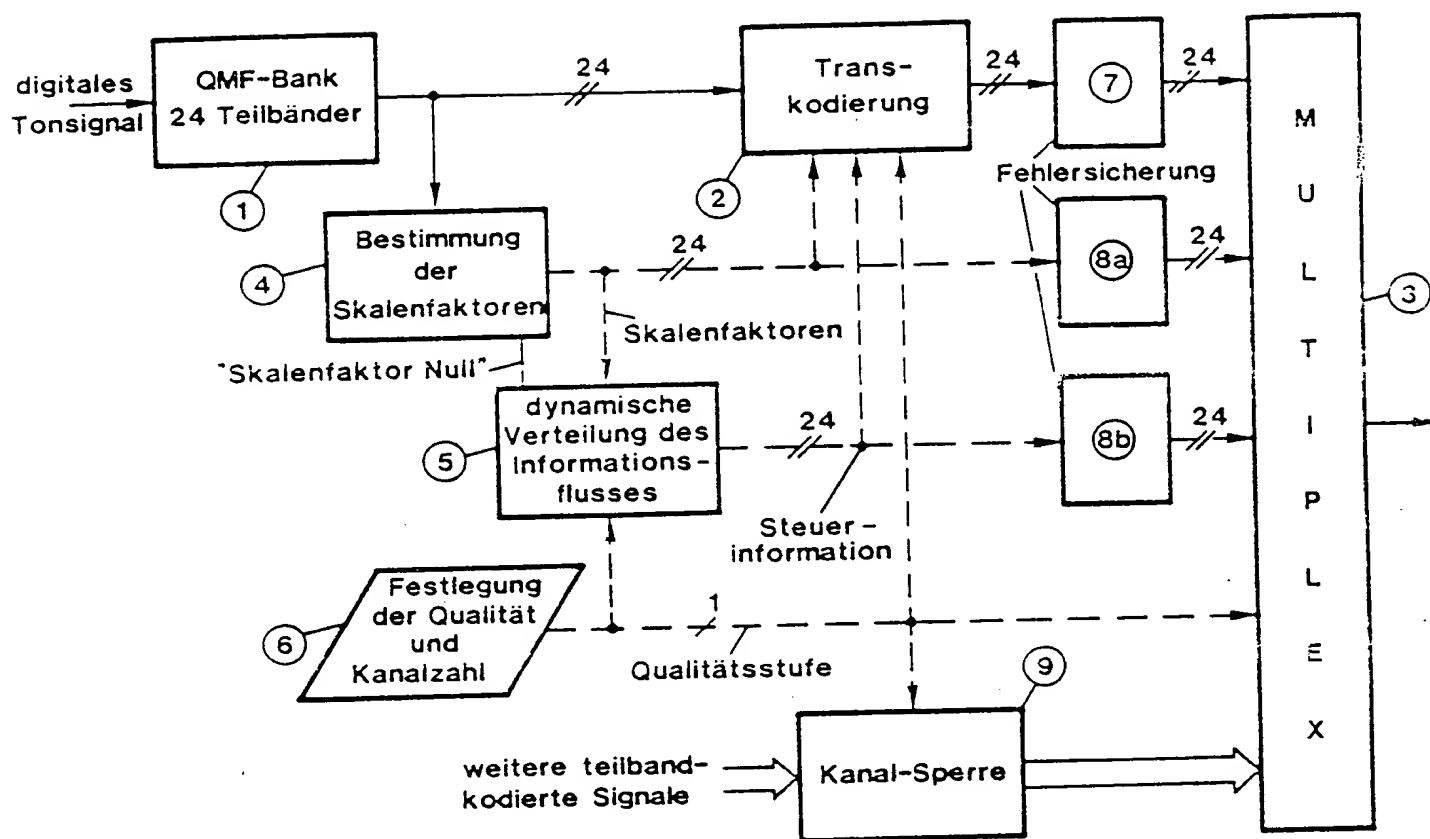 digitales
Tonsignal
QMF-Bank
24 Teilbänder
1
24
Trans-
kodierung
2
24
7
24
Fehlersicherung
Bestimmung
der
Skalenfaktoren
4
24
8a
24
Skalenfaktoren
"Skalenfaktor Null"
dynamische
Verteilung des
Informations-
flusses
5
24
8b
24
Steuer-
information
Festlegung
der Qualität
und
Kanalzahl
6
1
Qualitätsstufe
9
weitere teilband-
kodierte Signale
Kanal-Sperre
MULTIPLEX
3